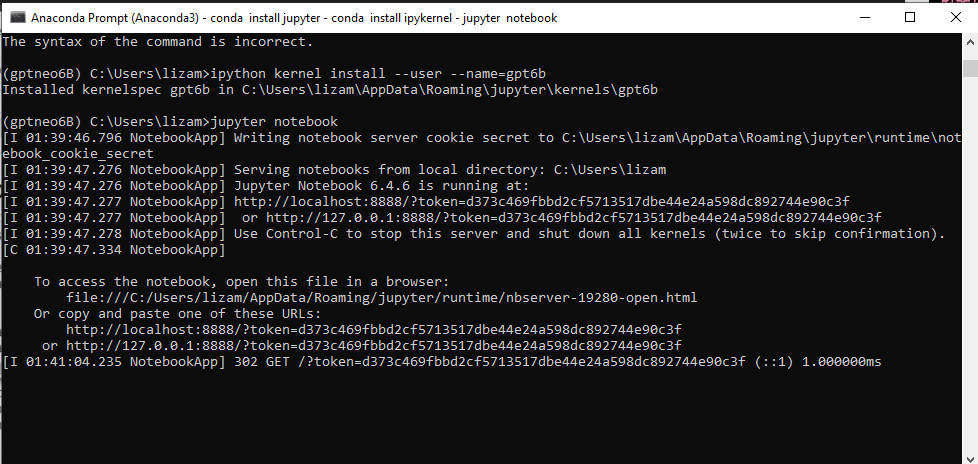 Anaconda Prompt (Anaconda3) - conda  install jupyter - conda  install ipykernel - jupyter  notebook
The syntax of the command is incorrect.
(gptneo6B) C:\Users\lizam>ipython kernel install --user --name=gpt6b
Installed kernelspec gpt6b in C:\Users\lizam\AppData\Roaming\jupyter\kernels\gpt6b
(gptneo6B) C:\Users\lizam>jupyter notebook
[I 01:39:46.796 NotebookApp] Writing notebook server cookie secret to C:\Users\lizam\AppData\Roaming\jupyter\runtime\not
ebook_cookie_secret
[I 01:39:47.276 NotebookApp] Serving notebooks from local directory: C:\Users\lizam
[I 01:39:47.276 NotebookApp] Jupyter Notebook 6.4.6 is running at:
[I 01:39:47.277 NotebookApp] http://localhost:8888/?token=d373c469fbbd2cf5713517dbe44e24a598dc892744e90c3f
[I 01:39:47.277 NotebookApp]  or http://127.0.0.1:8888/?token=d373c469fbbd2cf5713517dbe44e24a598dc892744e90c3f
[I 01:39:47.278 NotebookApp] Use Control-C to stop this server and shut down all kernels (twice to skip confirmation).
[C 01:39:47.334 NotebookApp]
To access the notebook, open this file in a browser:
file:///C:/Users/lizam/AppData/Roaming/jupyter/runtime/nbserver-19280-open.html
Or copy and paste one of these URLs:
http://localhost:8888/?token=d373c469fbbd2cf5713517dbe44e24a598dc892744e90c3f
or http://127.0.0.1:8888/?token=d373c469fbbd2cf5713517dbe44e24a598dc892744e90c3f
[I 01:41:04.235 NotebookApp] 302 GET /?token=d373c469fbbd2cf5713517dbe44e24a598dc892744e90c3f (::1) 1.000000ms